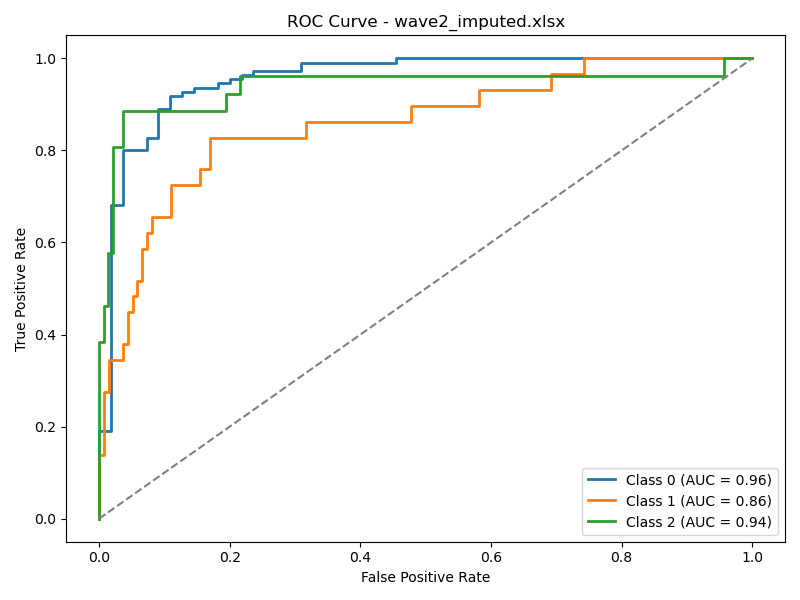 ROC Curve - wave2_imputed.xlsx
True Positive Rate
1.0
0.8
0.6
0.4
0.2
0.0
Class 0 (AUC = 0.96)
Class 1 (AUC = 0.86)
Class 2 (AUC = 0.94)
0.0 0.2 0.4 0.6 0.8 1.0
False Positive Rate